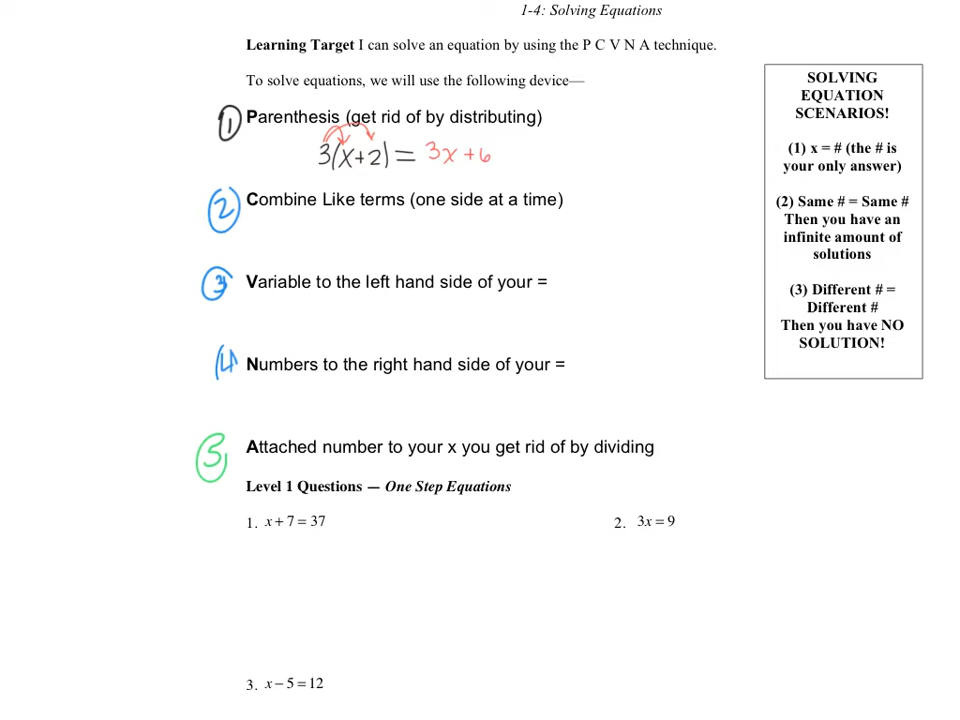 1-4: Solving Equations
Learning Target I can solve an equation by using the P C V N A technique.
To solve equations, we will use the following device—
1 Parenthesis (get rid of by distributing)
3(x+2) = 3x + 6
2 Combine Like terms (one side at a time)
3 Variable to the left hand side of your =
4 Numbers to the right hand side of your =
5 Attached number to your x you get rid of by dividing
Level 1 Questions — One Step Equations
1. x + 7 = 37
2. 3x = 9
3. x − 5 = 12
SOLVING
EQUATION
SCENARIOS!
(1) x = # (the # is
your only answer)
(2) Same # = Same #
Then you have an
infinite amount of
solutions
(3) Different # =
Different #
Then you have NO
SOLUTION!